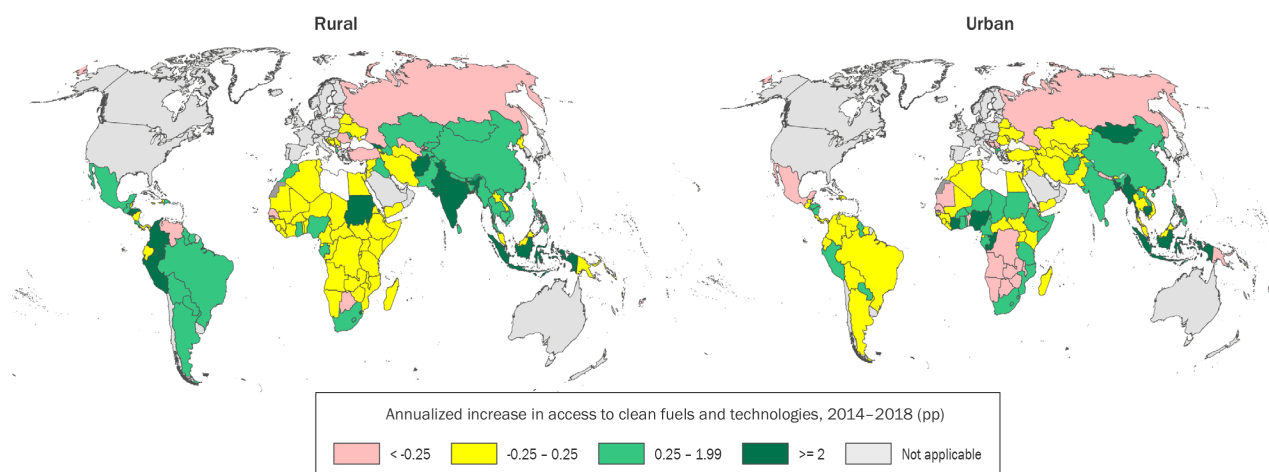 Rural
Urban
Annualized increase in access to clean fuels and technologies, 2014–2018 (pp)
< -0.25
-0.25 – 0.25
0.25 – 1.99
>= 2
Not applicable